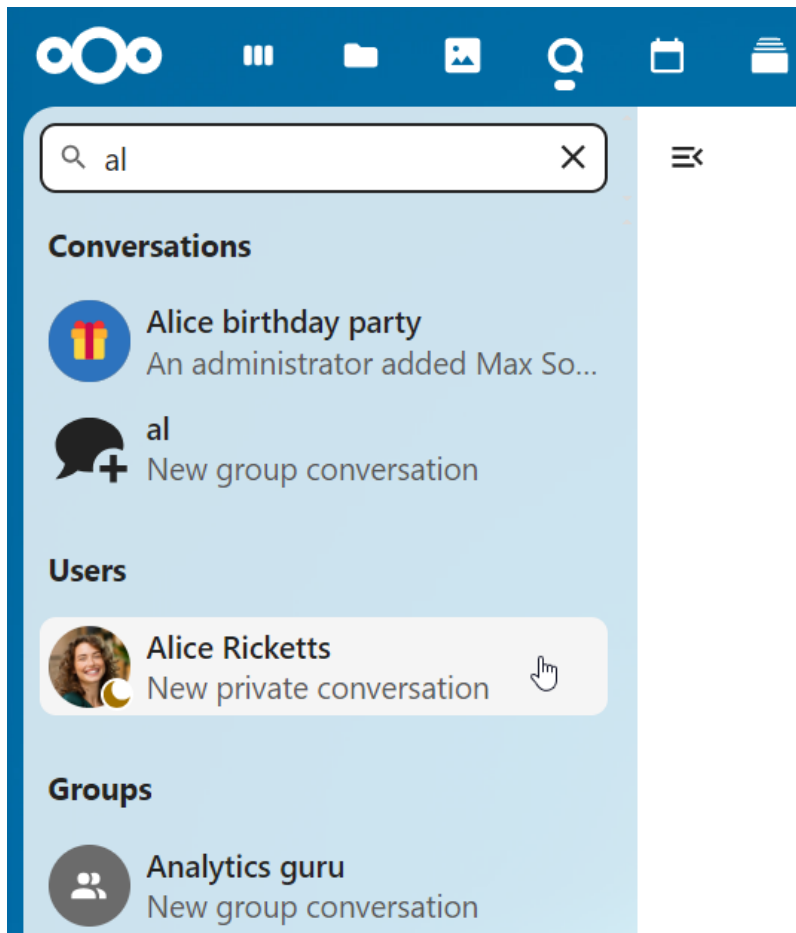 al
Conversations
Alice birthday party
An administrator added Max So...
al
New group conversation
Users
Alice Ricketts
New private conversation
Groups
Analytics guru
New group conversation